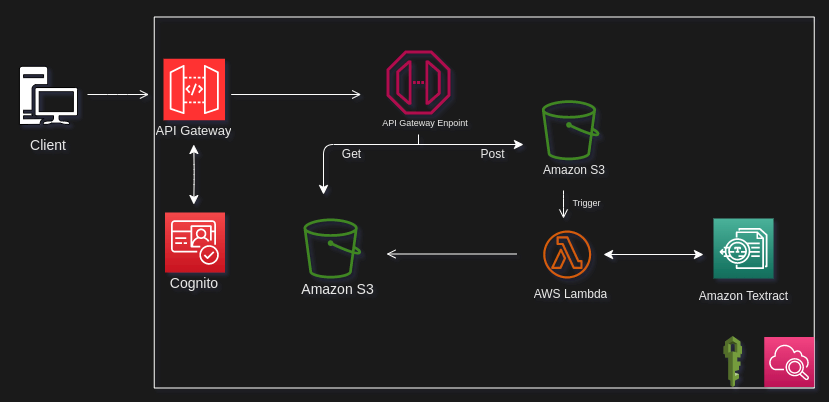 Client
API Gateway
API Gateway Enpoint
Get
Post
Amazon S3
Trigger
Cognito
Amazon S3
AWS Lambda
Amazon Textract